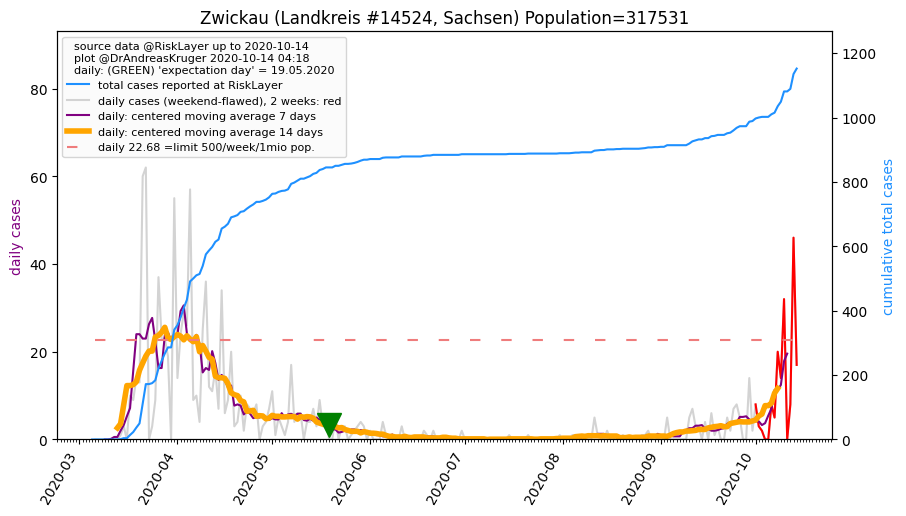 Zwickau (Landkreis #14524, Sachsen) Population=317531
source data @RiskLayer up to 2020-10-14
plot @DrAndreasKruger 2020-10-14 04:18
daily: (GREEN) 'expectation day' = 19.05.2020
total cases reported at RiskLayer
daily cases (weekend-flawed), 2 weeks: red
daily: centered moving average 7 days
daily: centered moving average 14 days
daily 22.68 =limit 500/week/1mio pop.
daily cases
80
60
40
20
0
cumulative total cases
1200
1000
800
600
400
200
0
2020-03
2020-04
2020-05
2020-06
2020-07
2020-08
2020-09
2020-10